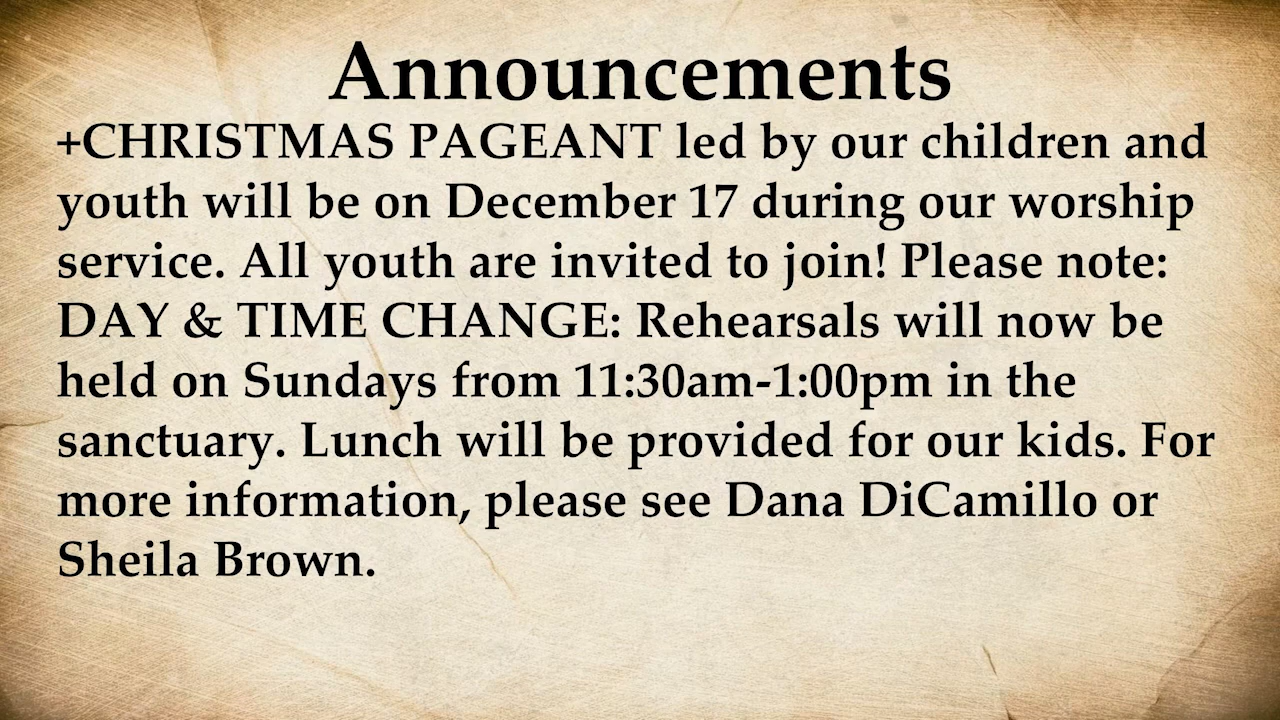 Announcements
+CHRISTMAS PAGEANT led by our children and
youth will be on December 17 during our worship
service. All youth are invited to join! Please note:
DAY & TIME CHANGE: Rehearsals will now be
held on Sundays from 11:30am-1:00pm in the
sanctuary. Lunch will be provided for our kids. For
more information, please see Dana DiCamillo or
Sheila Brown.